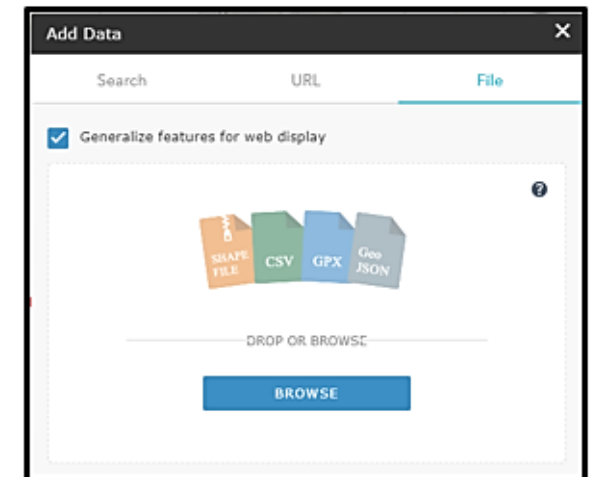 Add Data
Search URL File
Generalize features for web display
SHAPE FILE CSV GPX Geo JSON
DROP OR BROWSE
BROWSE